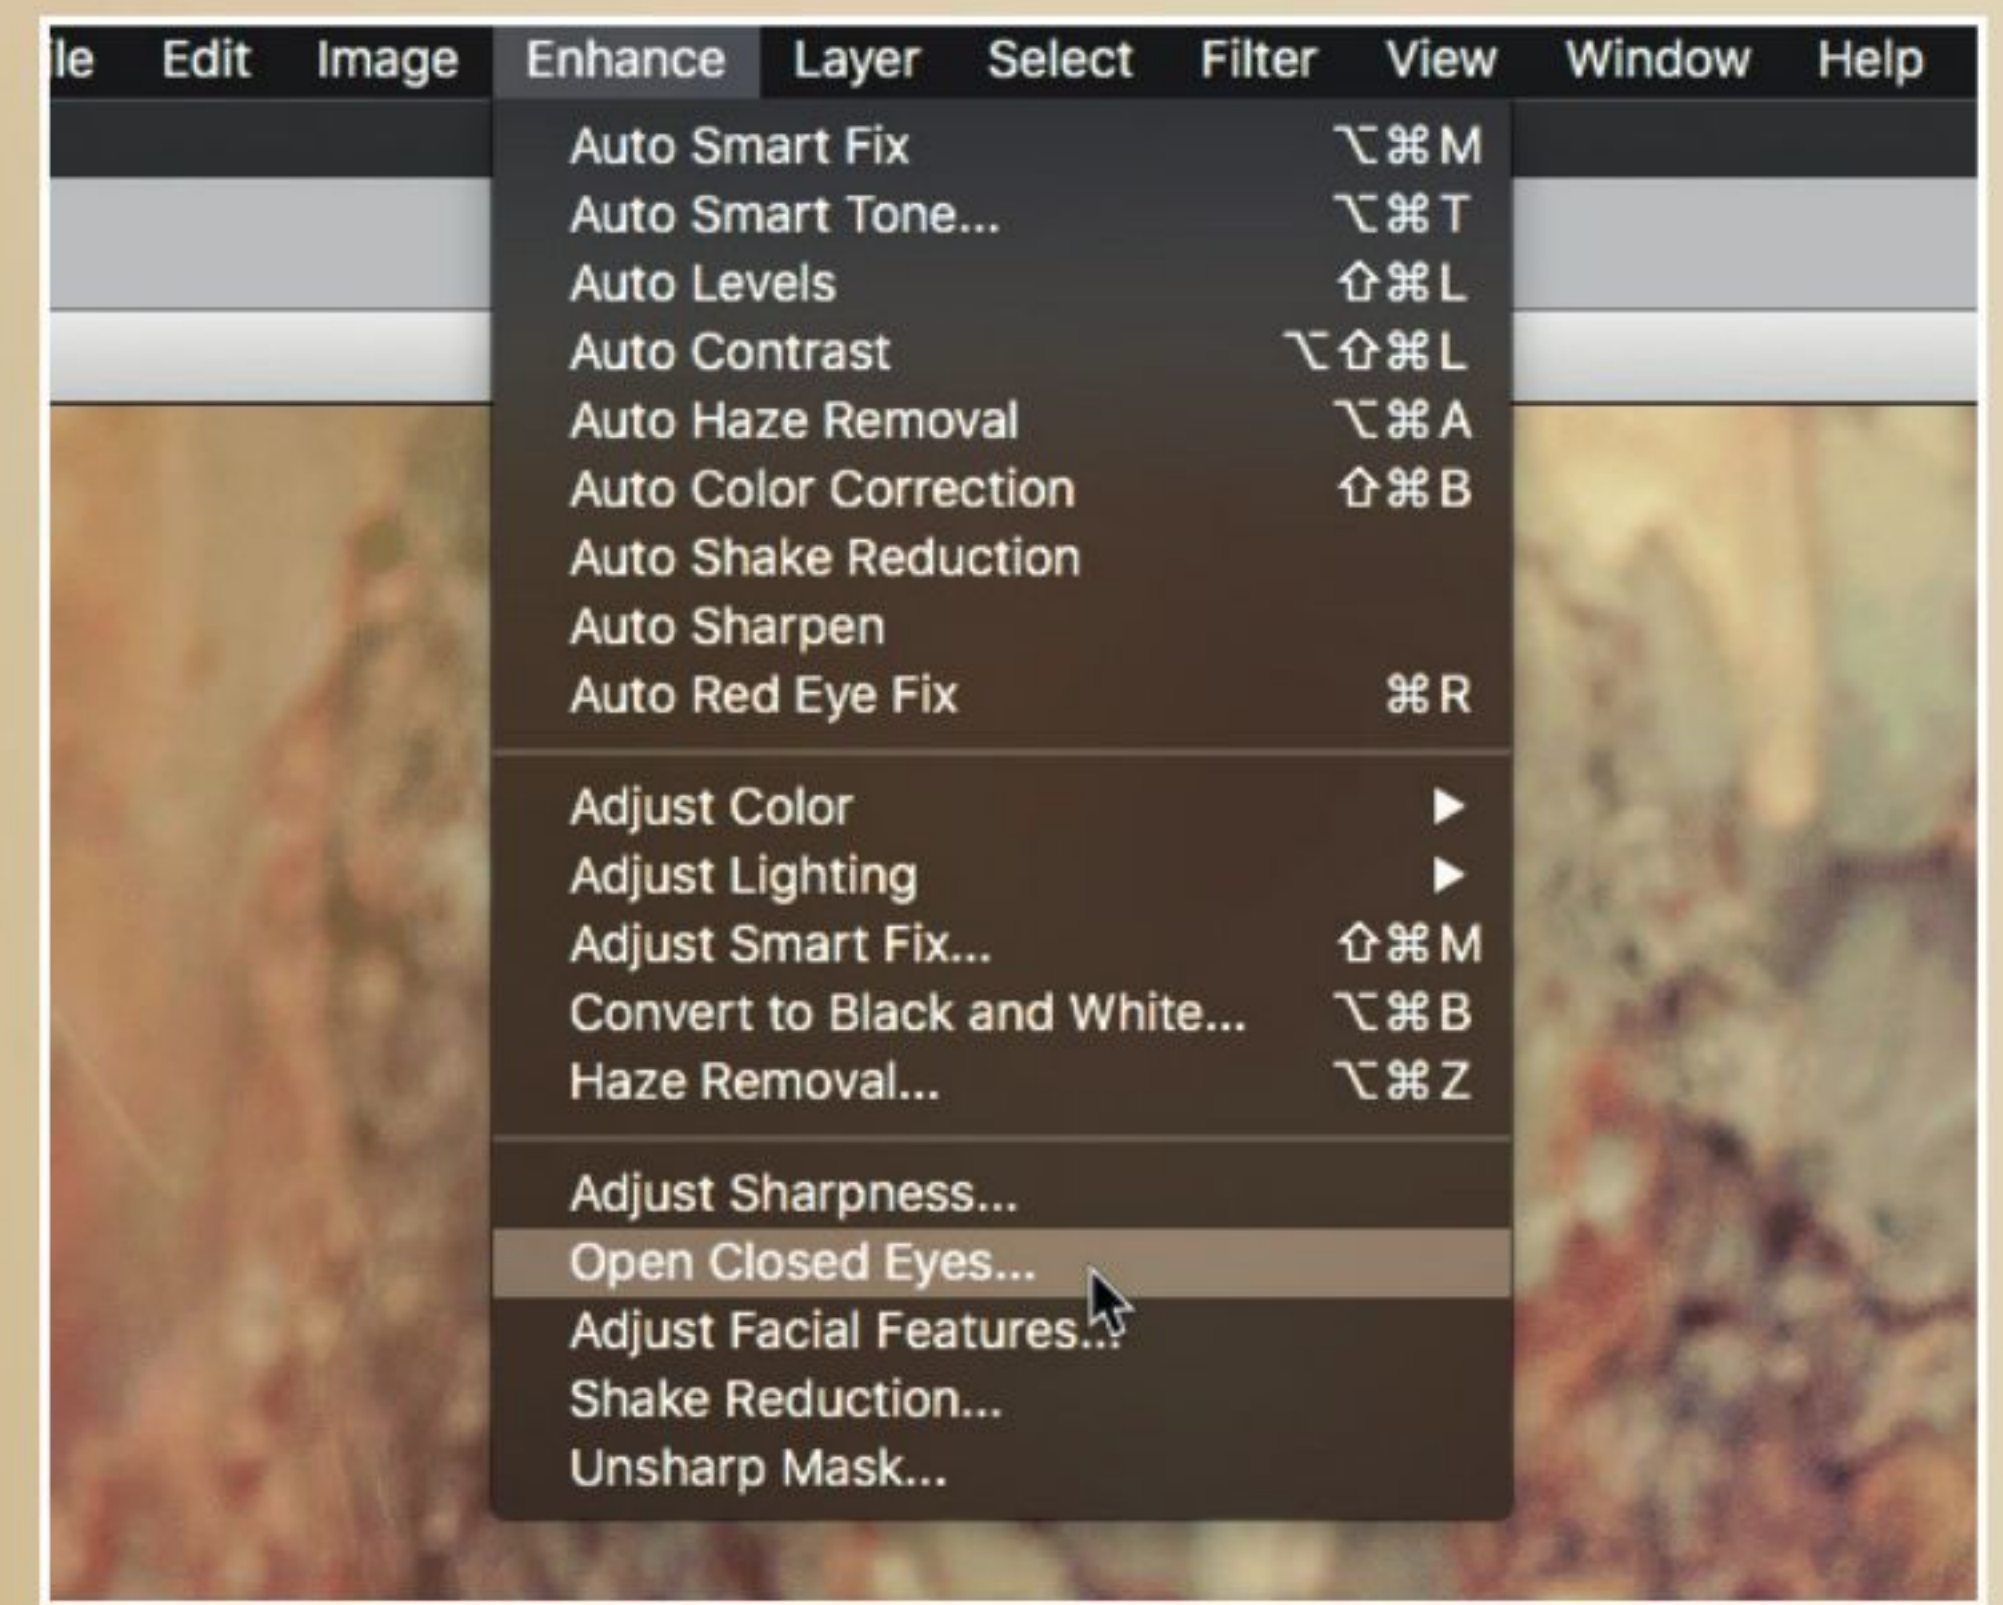 ile Edit Image Enhance Layer Select Filter View Window Help
Auto Smart Fix ⌥⌘M
Auto Smart Tone... ⌥⌘T
Auto Levels ⇧⌘L
Auto Contrast ⌥⇧⌘L
Auto Haze Removal ⌥⌘A
Auto Color Correction ⇧⌘B
Auto Shake Reduction
Auto Sharpen
Auto Red Eye Fix ⌘R
Adjust Color ▶
Adjust Lighting ▶
Adjust Smart Fix... ⇧⌘M
Convert to Black and White... ⌥⌘B
Haze Removal... ⌥⌘Z
Adjust Sharpness...
Open Closed Eyes...
Adjust Facial Features...
Shake Reduction...
Unsharp Mask...